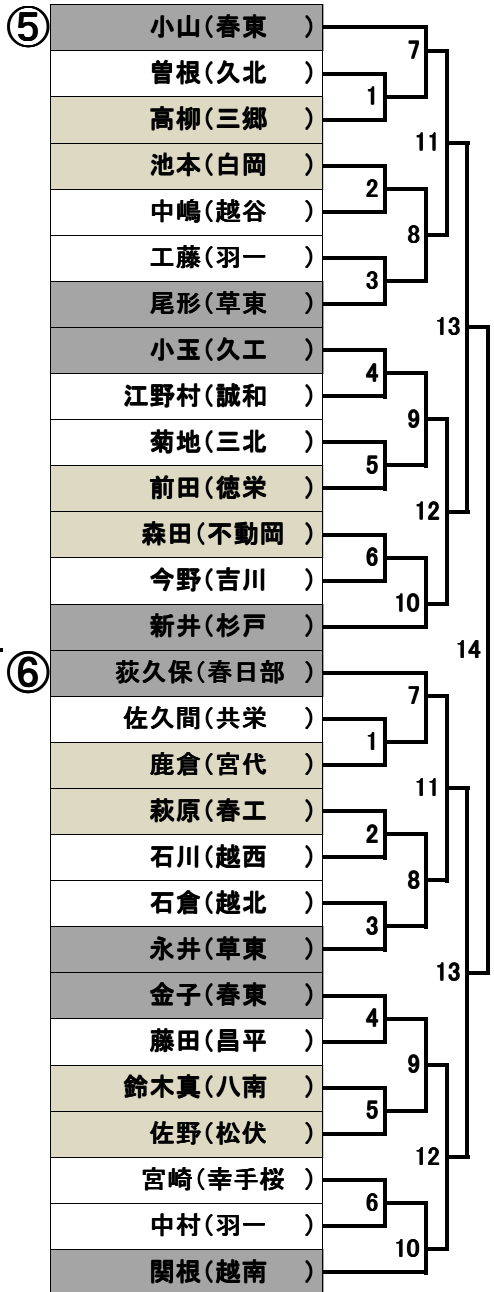 ⑤ 小山(春東 )
曽根(久北 )
高柳(三郷 )
池本(白岡 )
中嶋(越谷 )
工藤(羽一 )
尾形(草東 )
小玉(久工 )
江野村(誠和 )
菊地(三北 )
前田(徳栄 )
森田(不動岡 )
今野(吉川 )
新井(杉戸 )
7
1
11
2
8
3
13
4
9
5
12
6
10
14
⑥ 荻久保(春日部 )
佐久間(共栄 )
鹿倉(宮代 )
萩原(春工 )
石川(越西 )
石倉(越北 )
永井(草東 )
金子(春東 )
藤田(昌平 )
鈴木真(八南 )
佐野(松伏 )
宮崎(幸手桜 )
中村(羽一 )
関根(越南 )
7
1
11
2
8
3
13
4
9
5
12
6
10